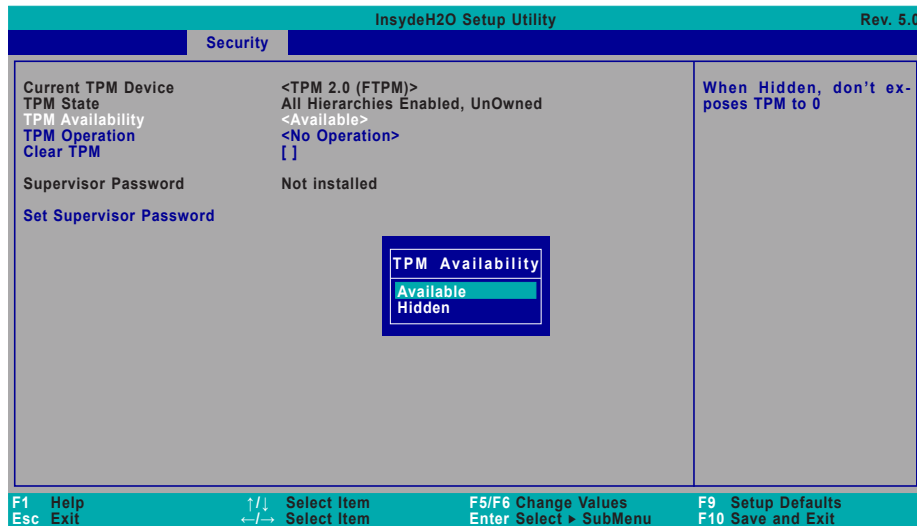 InsydeH2O Setup Utility Rev. 5.0
Security
Current TPM Device <TPM 2.0 (FTPM)>
TPM State All Hierarchies Enabled, UnOwned
TPM Availability <Available>
TPM Operation <No Operation>
Clear TPM [ ]
Supervisor Password Not installed
Set Supervisor Password
When Hidden, don't ex-
poses TPM to 0
TPM Availability
Available
Hidden
F1 Help ↑/↓ Select Item F5/F6 Change Values F9 Setup Defaults
Esc Exit ←/→ Select Item Enter Select ▶ SubMenu F10 Save and Exit